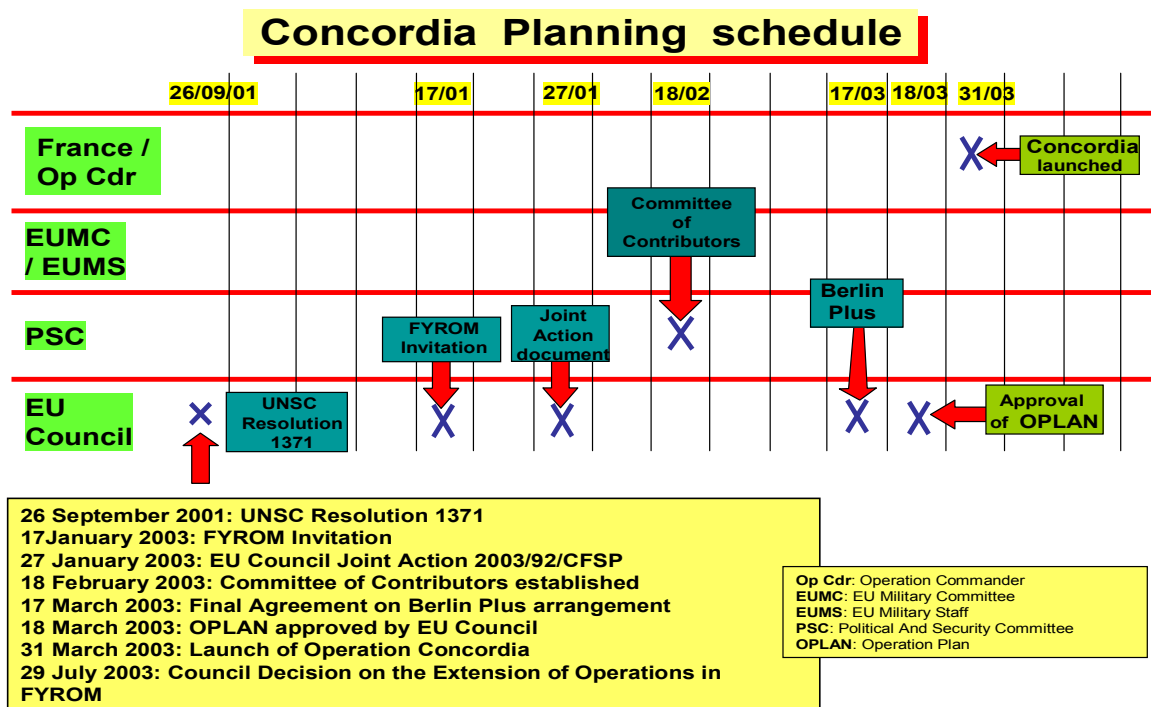 Concordia Planning schedule
26/09/01 17/01 27/01 18/02 17/03 18/03 31/03
France /
Op Cdr
Concordia
launched
Committee
of
Contributors
EUMC
/ EUMS
Berlin
Plus
PSC
FYROM
Invitation
Joint
Action
document
EU
Council
UNSC
Resolution
1371
Approval
of OPLAN
26 September 2001: UNSC Resolution 1371
17January 2003: FYROM Invitation
27 January 2003: EU Council Joint Action 2003/92/CFSP
18 February 2003: Committee of Contributors established
17 March 2003: Final Agreement on Berlin Plus arrangement
18 March 2003: OPLAN approved by EU Council
31 March 2003: Launch of Operation Concordia
29 July 2003: Council Decision on the Extension of Operations in
FYROM
Op Cdr: Operation Commander
EUMC: EU Military Committee
EUMS: EU Military Staff
PSC: Political And Security Committee
OPLAN: Operation Plan